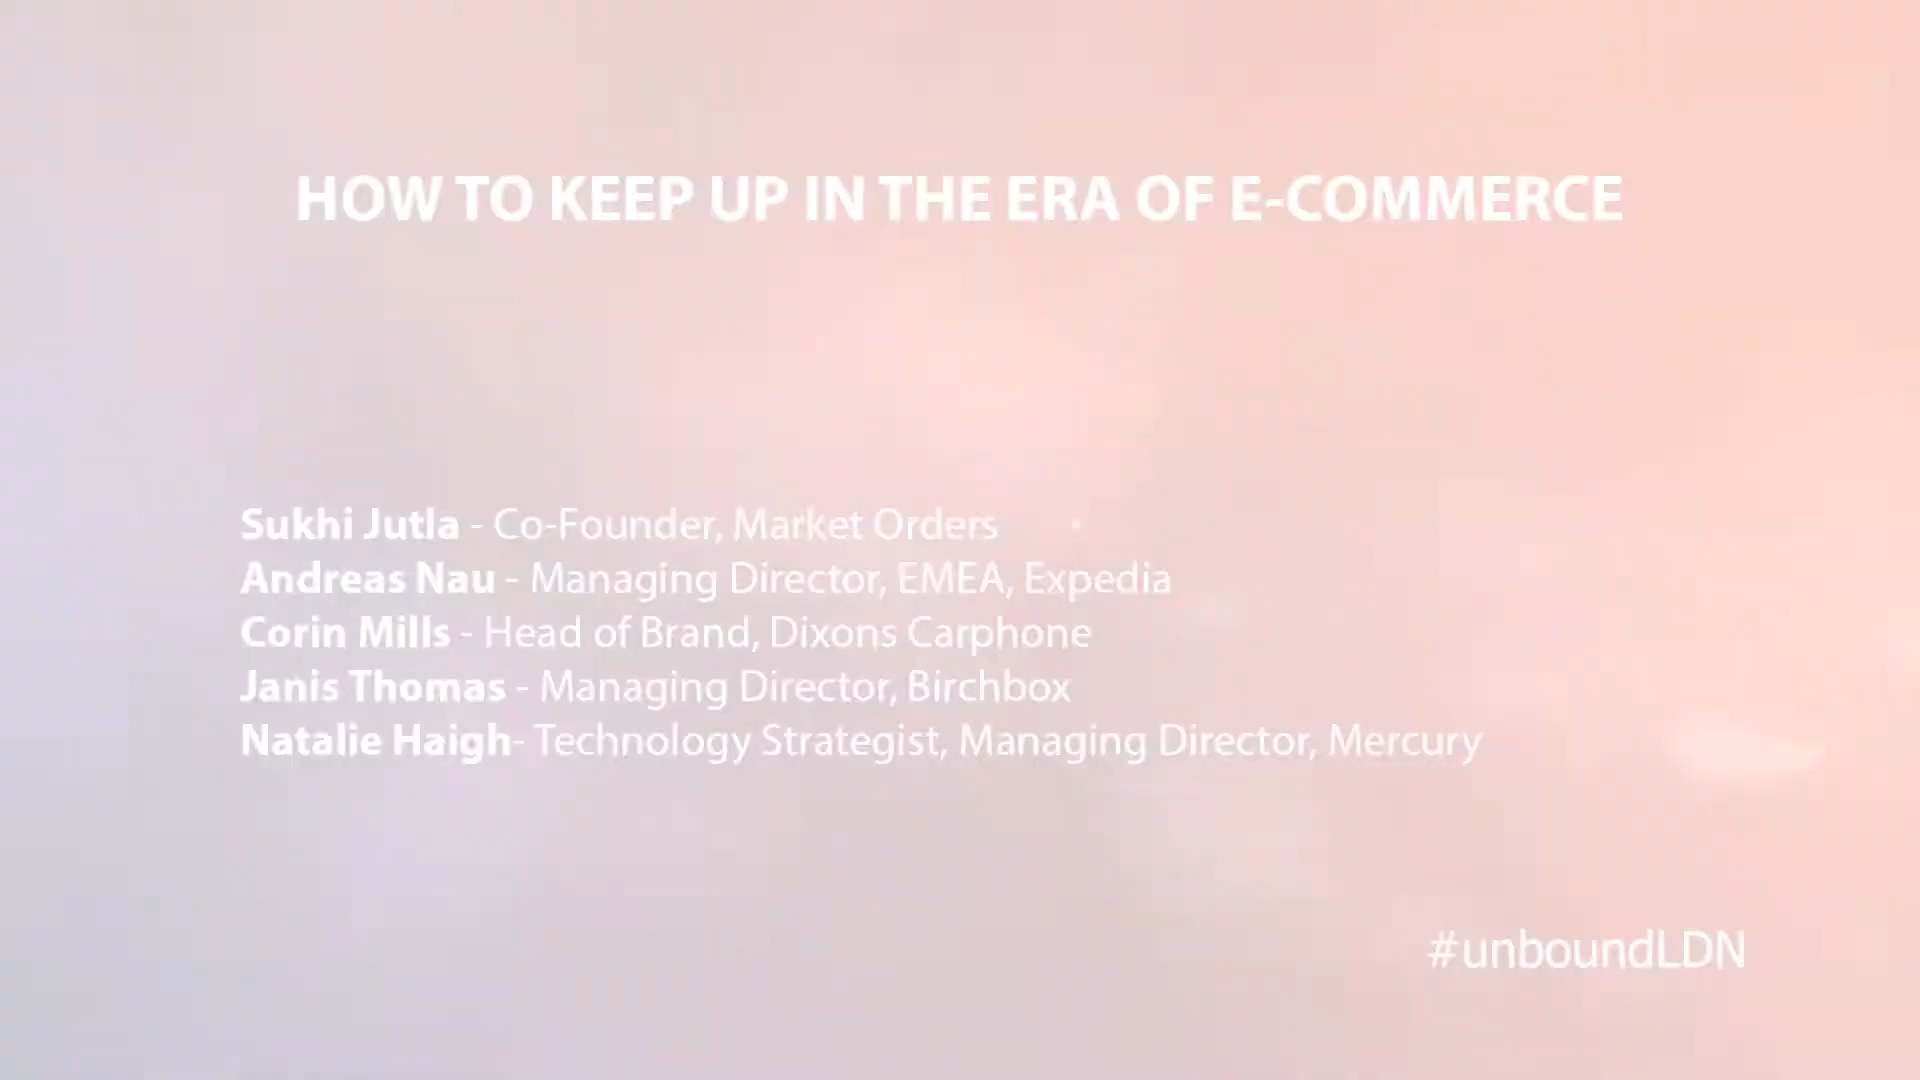 HOW TO KEEP UP IN THE ERA OF E-COMMERCE
Sukhi Jutla - Co-Founder, Market Orders
Andreas Nau - Managing Director, EMEA, Expedia
Corin Mills - Head of Brand, Dixons Carphone
Janis Thomas - Managing Director, Birchbox
Natalie Haigh- Technology Strategist, Managing Director, Mercury
#unboundLDN